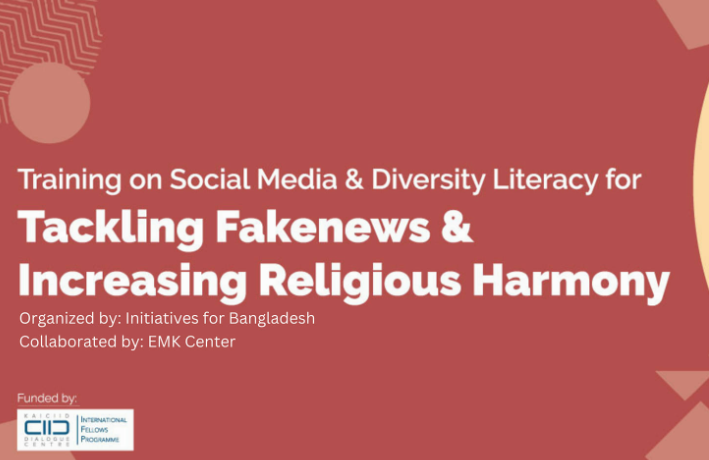 Training on Social Media & Diversity Literacy for
Tackling Fakenews &
Increasing Religious Harmony
Organized by: Initiatives for Bangladesh
Collaborated by: EMK Center
Funded by:
KAICIID
DIALOGUE
CENTRE
INTERNATIONAL
FELLOWS
PROGRAMME